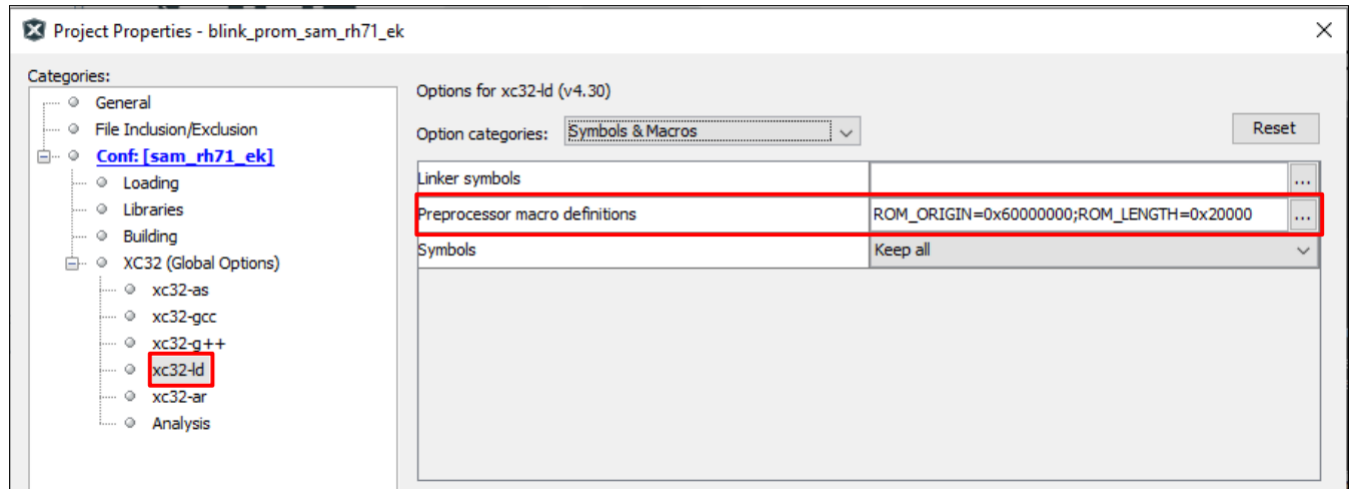 Project Properties - blink_prom_sam_rh71_ek
Categories:
General
File Inclusion/Exclusion
Conf: [sam_rh71_ek]
Loading
Libraries
Building
XC32 (Global Options)
xc32-as
xc32-gcc
xc32-g++
xc32-ld
xc32-ar
Analysis
Options for xc32-ld (v4.30)
Option categories: Symbols & Macros Reset
Linker symbols ...
Preprocessor macro definitions ROM_ORIGIN=0x60000000;ROM_LENGTH=0x20000 ...
Symbols Keep all